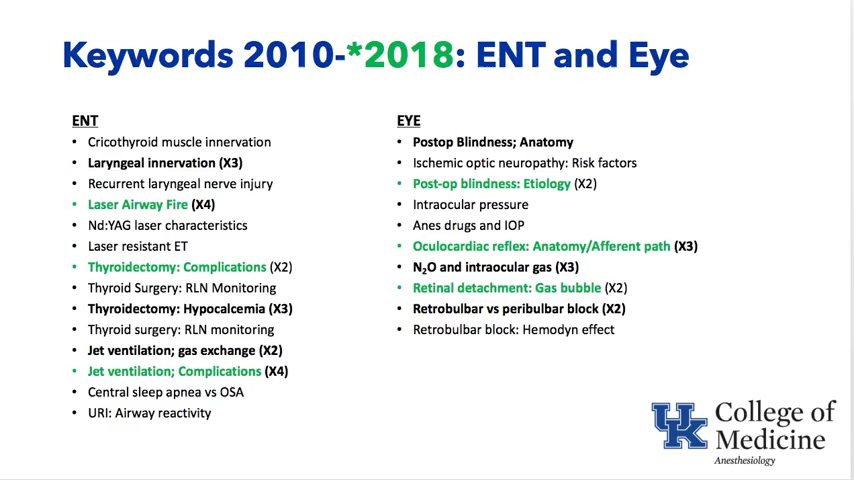 Keywords 2010-*2018: ENT and Eye
ENT
• Cricothyroid muscle innervation
• Laryngeal innervation (X3)
• Recurrent laryngeal nerve injury
• Laser Airway Fire (X4)
• Nd:YAG laser characteristics
• Laser resistant ET
• Thyroidectomy: Complications (X2)
• Thyroid Surgery: RLN Monitoring
• Thyroidectomy: Hypocalcemia (X3)
• Thyroid surgery: RLN monitoring
• Jet ventilation; gas exchange (X2)
• Jet ventilation; Complications (X4)
• Central sleep apnea vs OSA
• URI: Airway reactivity
EYE
• Postop Blindness; Anatomy
• Ischemic optic neuropathy: Risk factors
• Post-op blindness: Etiology (X2)
• Intraocular pressure
• Anes drugs and IOP
• Oculocardiac reflex: Anatomy/Afferent path (X3)
• N₂O and intraocular gas (X3)
• Retinal detachment: Gas bubble (X2)
• Retrobulbar vs peribulbar block (X2)
• Retrobulbar block: Hemodyn effect
UK
College of
Medicine
Anesthesiology